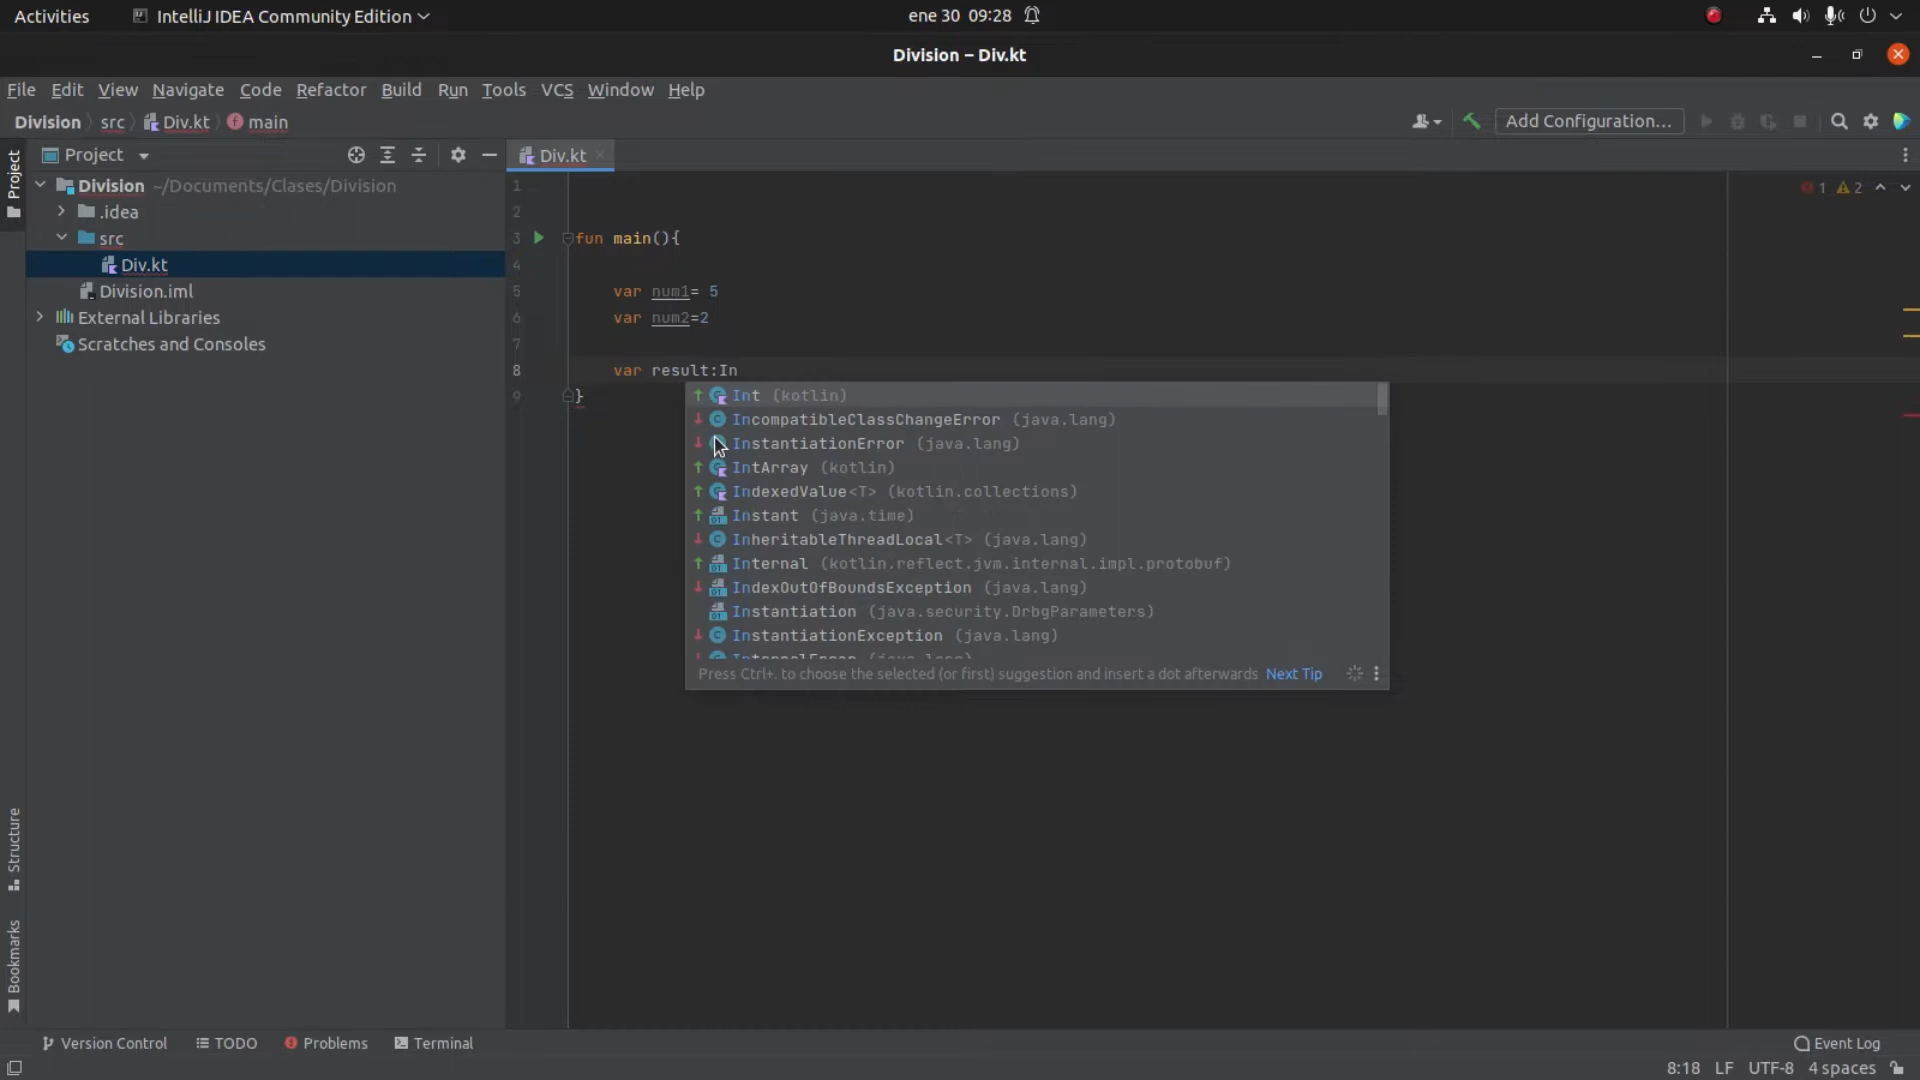 Activities IntelliJ IDEA Community Edition ene 30 09:28
Division – Div.kt
File Edit View Navigate Code Refactor Build Run Tools VCS Window Help
Division src Div.kt main Add Configuration...
Project Project Div.kt
Division ~/Documents/Clases/Division
.idea
src
Div.kt
Division.iml
External Libraries
Scratches and Consoles
1 1 2
2
3 fun main(){
4
5 var num1= 5
6 var num2=2
7
8 var result:In
9 }
Int (kotlin)
IncompatibleClassChangeError (java.lang)
InstantiationError (java.lang)
IntArray (kotlin)
IndexedValue<T> (kotlin.collections)
Instant (java.time)
InheritableThreadLocal<T> (java.lang)
Internal (kotlin.reflect.jvm.internal.impl.protobuf)
IndexOutOfBoundsException (java.lang)
Instantiation (java.security.DrbgParameters)
InstantiationException (java.lang)
InternalError (java.lang)
Press Ctrl+. to choose the selected (or first) suggestion and insert a dot afterwards Next Tip
Structure
Bookmarks
Version Control TODO Problems Terminal Event Log
8:18 LF UTF-8 4 spaces